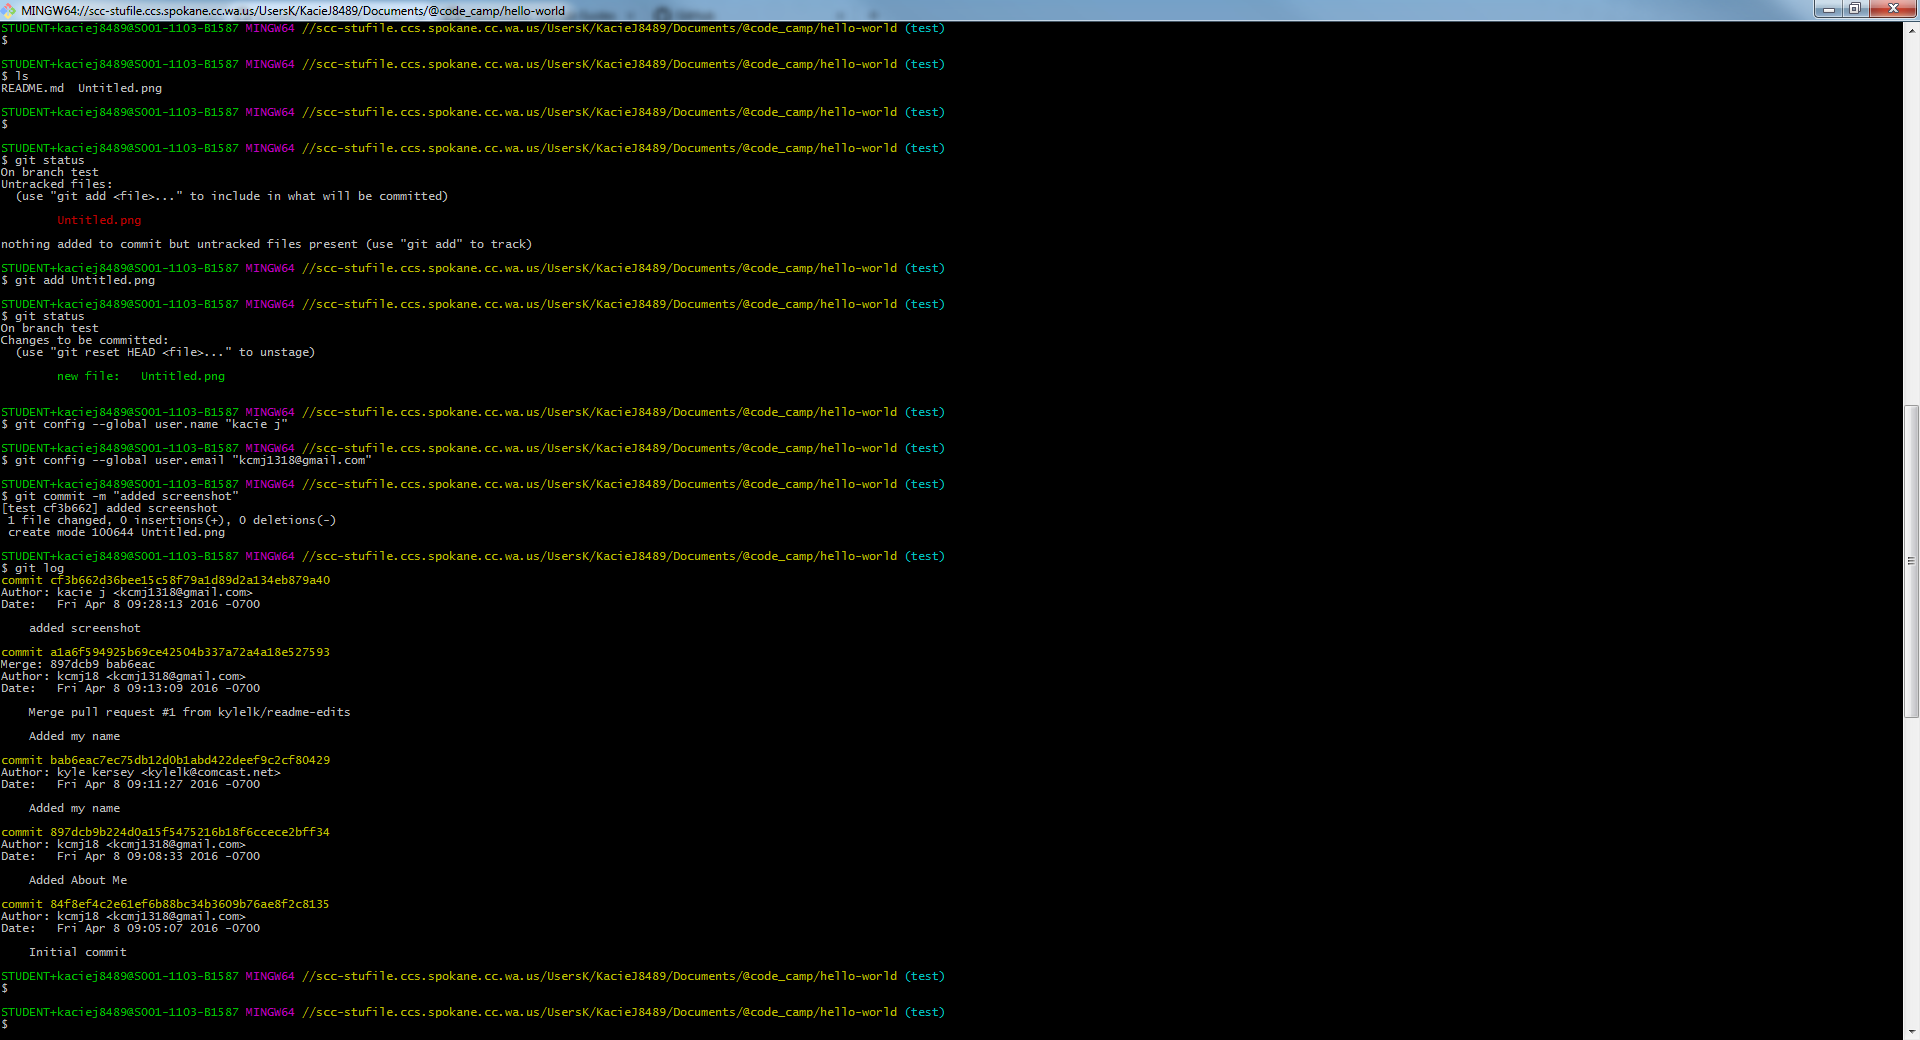 MINGW64://scc-stufile.ccs.spokane.cc.wa.us/UsersK/KacieJ8489/Documents/@code_camp/hello-world
STUDENT+kaciej8489@S001-1103-B1587 MINGW64 //scc-stufile.ccs.spokane.cc.wa.us/UsersK/KacieJ8489/Documents/@code_camp/hello-world (test)
$
STUDENT+kaciej8489@S001-1103-B1587 MINGW64 //scc-stufile.ccs.spokane.cc.wa.us/UsersK/KacieJ8489/Documents/@code_camp/hello-world (test)
$ ls
README.md  Untitled.png
STUDENT+kaciej8489@S001-1103-B1587 MINGW64 //scc-stufile.ccs.spokane.cc.wa.us/UsersK/KacieJ8489/Documents/@code_camp/hello-world (test)
$
STUDENT+kaciej8489@S001-1103-B1587 MINGW64 //scc-stufile.ccs.spokane.cc.wa.us/UsersK/KacieJ8489/Documents/@code_camp/hello-world (test)
$ git status
On branch test
Untracked files:
  (use "git add <file>..." to include in what will be committed)
        Untitled.png
nothing added to commit but untracked files present (use "git add" to track)
STUDENT+kaciej8489@S001-1103-B1587 MINGW64 //scc-stufile.ccs.spokane.cc.wa.us/UsersK/KacieJ8489/Documents/@code_camp/hello-world (test)
$ git add Untitled.png
STUDENT+kaciej8489@S001-1103-B1587 MINGW64 //scc-stufile.ccs.spokane.cc.wa.us/UsersK/KacieJ8489/Documents/@code_camp/hello-world (test)
$ git status
On branch test
Changes to be committed:
  (use "git reset HEAD <file>..." to unstage)
        new file:   Untitled.png
STUDENT+kaciej8489@S001-1103-B1587 MINGW64 //scc-stufile.ccs.spokane.cc.wa.us/UsersK/KacieJ8489/Documents/@code_camp/hello-world (test)
$ git config --global user.name "kacie j"
STUDENT+kaciej8489@S001-1103-B1587 MINGW64 //scc-stufile.ccs.spokane.cc.wa.us/UsersK/KacieJ8489/Documents/@code_camp/hello-world (test)
$ git config --global user.email "kcmj1318@gmail.com"
STUDENT+kaciej8489@S001-1103-B1587 MINGW64 //scc-stufile.ccs.spokane.cc.wa.us/UsersK/KacieJ8489/Documents/@code_camp/hello-world (test)
$ git commit -m "added screenshot"
[test cf3b662] added screenshot
 1 file changed, 0 insertions(+), 0 deletions(-)
 create mode 100644 Untitled.png
STUDENT+kaciej8489@S001-1103-B1587 MINGW64 //scc-stufile.ccs.spokane.cc.wa.us/UsersK/KacieJ8489/Documents/@code_camp/hello-world (test)
$ git log
commit cf3b662d36bee15c58f79a1d89d2a134eb879a40
Author: kacie j <kcmj1318@gmail.com>
Date:   Fri Apr 8 09:28:13 2016 -0700
    added screenshot
commit a1a6f594925b69ce42504b337a72a4a18e527593
Merge: 897dcb9 bab6eac
Author: kcmj18 <kcmj1318@gmail.com>
Date:   Fri Apr 8 09:13:09 2016 -0700
    Merge pull request #1 from kylelk/readme-edits
    Added my name
commit bab6eac7ec75db12d0b1abd422deef9c2cf80429
Author: kyle kersey <kylelk@comcast.net>
Date:   Fri Apr 8 09:11:27 2016 -0700
    Added my name
commit 897dcb9b224d0a15f5475216b18f6ccece2bff34
Author: kcmj18 <kcmj1318@gmail.com>
Date:   Fri Apr 8 09:08:33 2016 -0700
    Added About Me
commit 84f8ef4c2e61ef6b88bc34b3609b76ae8f2c8135
Author: kcmj18 <kcmj1318@gmail.com>
Date:   Fri Apr 8 09:05:07 2016 -0700
    Initial commit
STUDENT+kaciej8489@S001-1103-B1587 MINGW64 //scc-stufile.ccs.spokane.cc.wa.us/UsersK/KacieJ8489/Documents/@code_camp/hello-world (test)
$
STUDENT+kaciej8489@S001-1103-B1587 MINGW64 //scc-stufile.ccs.spokane.cc.wa.us/UsersK/KacieJ8489/Documents/@code_camp/hello-world (test)
$